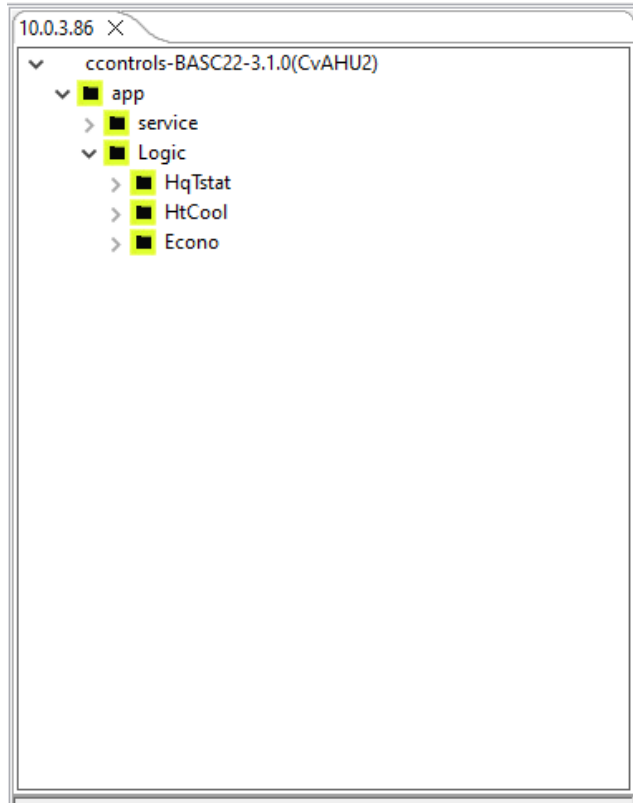 10.0.3.86
ccontrols-BASC22-3.1.0(CvAHU2)
app
service
Logic
HqTstat
HtCool
Econo